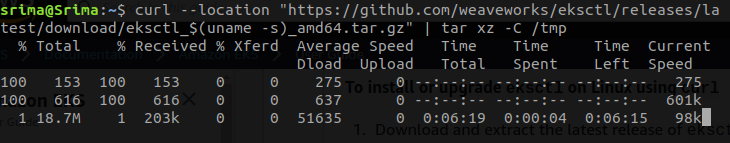 srima@Srima:~$ curl --location "https://github.com/weaveworks/eksctl/releases/la
test/download/eksctl_$(uname -s)_amd64.tar.gz" | tar xz -C /tmp
% Total % Received % Xferd Average Speed Time Time Time Current
Dload Upload Total Spent Left Speed
100 153 100 153 0 0 275 0 --:--:-- --:--:-- --:--:-- 275
100 616 100 616 0 0 637 0 --:--:-- --:--:-- --:--:-- 601k
1 18.7M 1 203k 0 0 51635 0 0:06:19 0:00:04 0:06:15 98k
To install or upgrade eksctl on Linux using curl
1. Download and extract the latest release of eksc